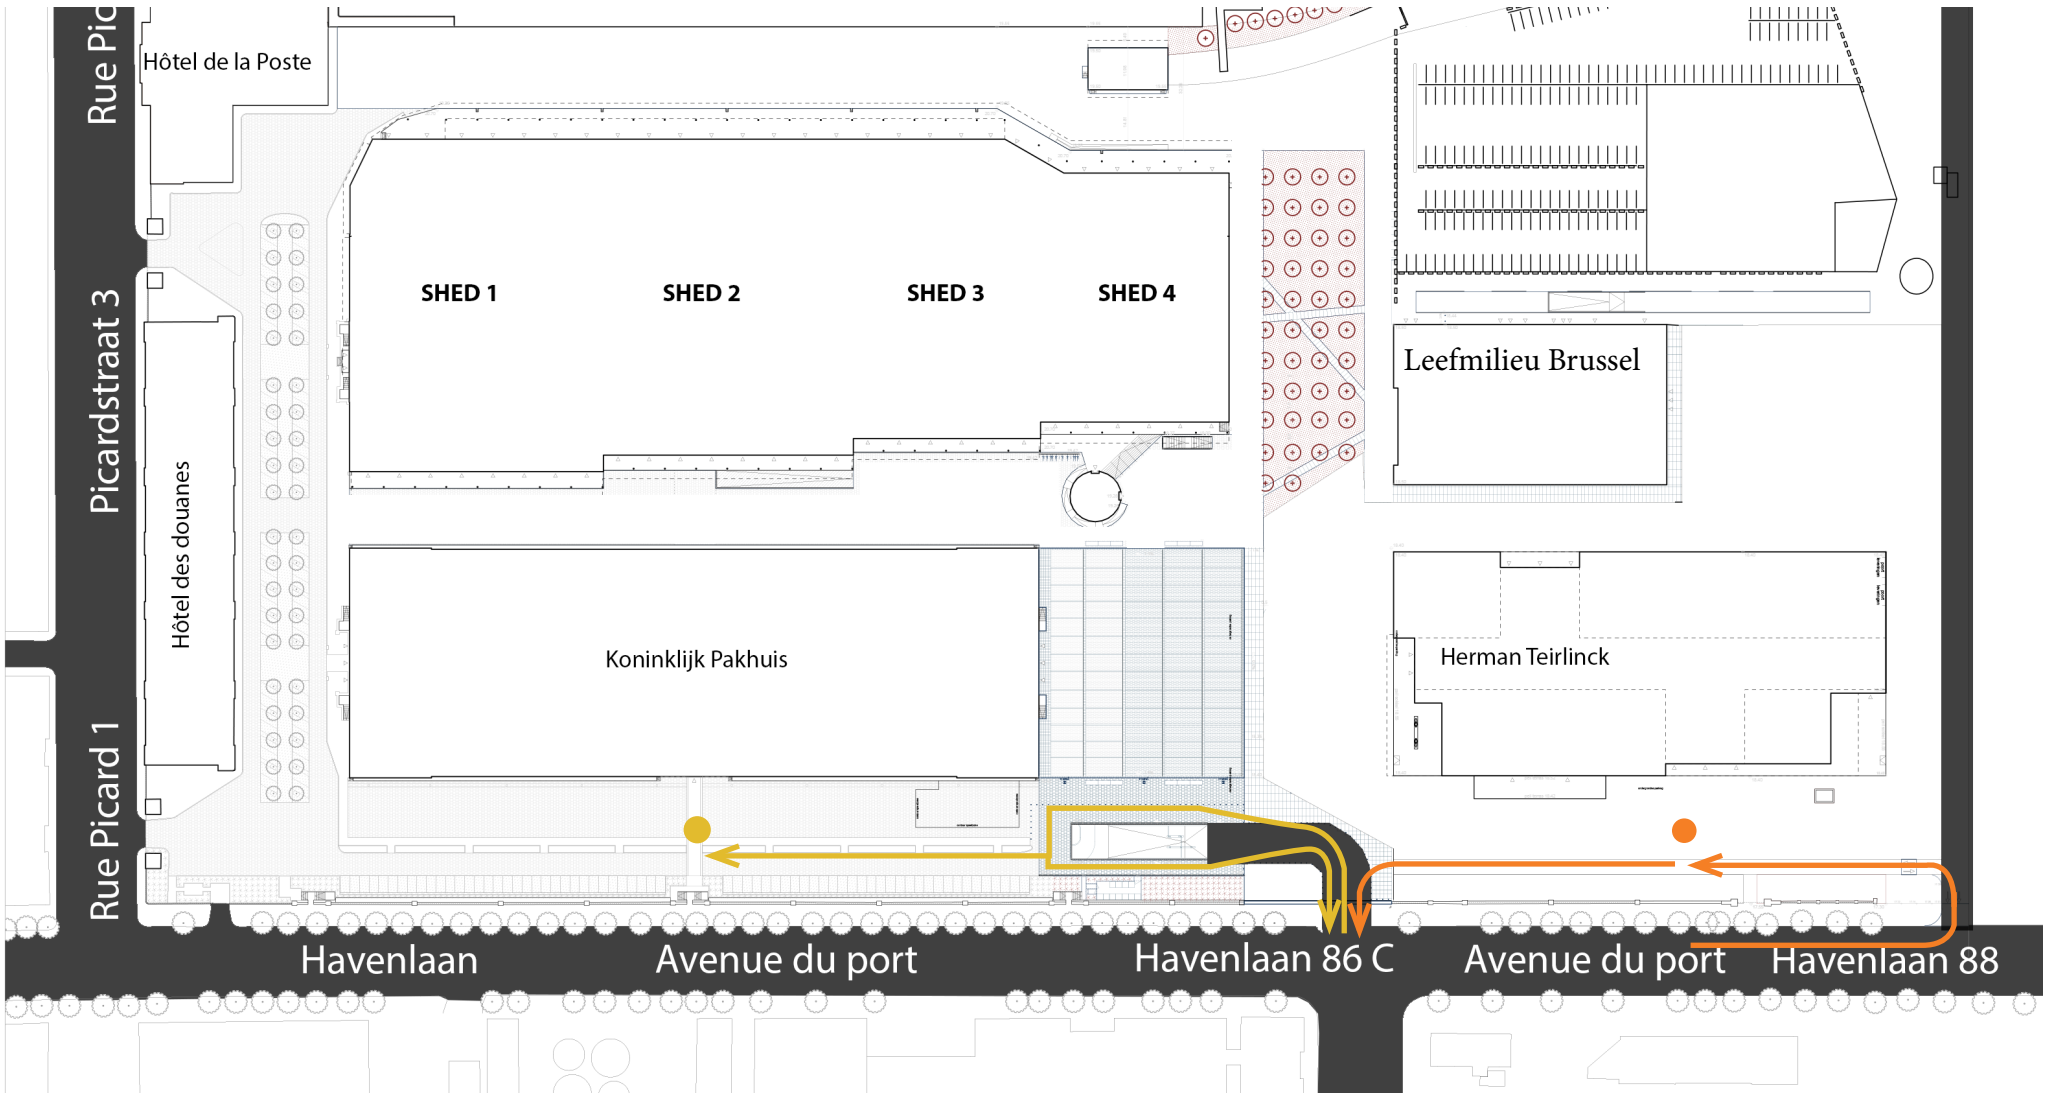 Rue Pic
Hôtel de la Poste
SHED 1
SHED 2
SHED 3
SHED 4
Picardstraat 3
Leefmilieu Brussel
Hôtel des douanes
Koninklijk Pakhuis
Herman Teirlinck
Rue Picard 1
Havenlaan
Avenue du port
Havenlaan 86 C
Avenue du port
Havenlaan 88